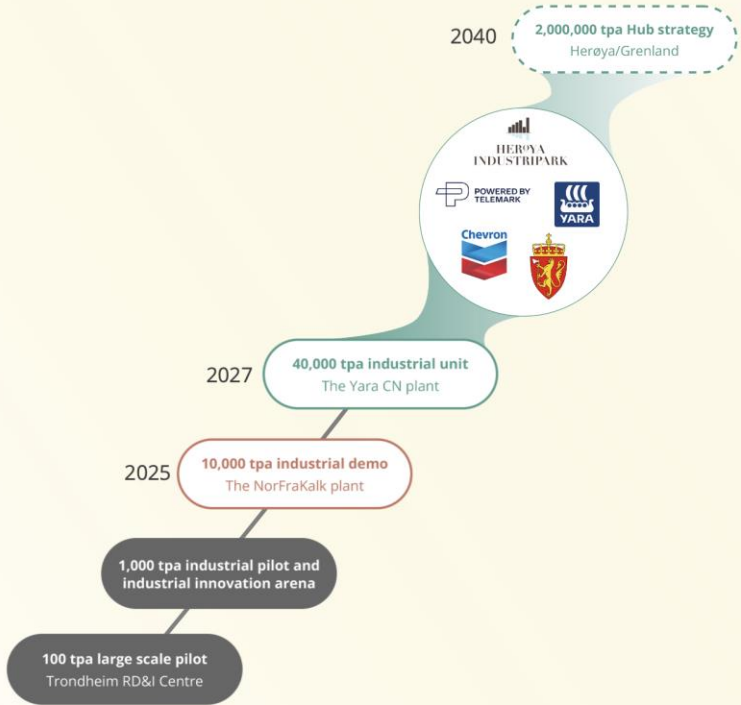 2040
2,000,000 tpa Hub strategy
Herøya/Grenland
HERØYA
INDUSTRIPARK
POWERED BY
TELEMARK
YARA
Chevron
2027
40,000 tpa industrial unit
The Yara CN plant
2025
10,000 tpa industrial demo
The NorFraKalk plant
1,000 tpa industrial pilot and
industrial innovation arena
100 tpa large scale pilot
Trondheim RD&I Centre